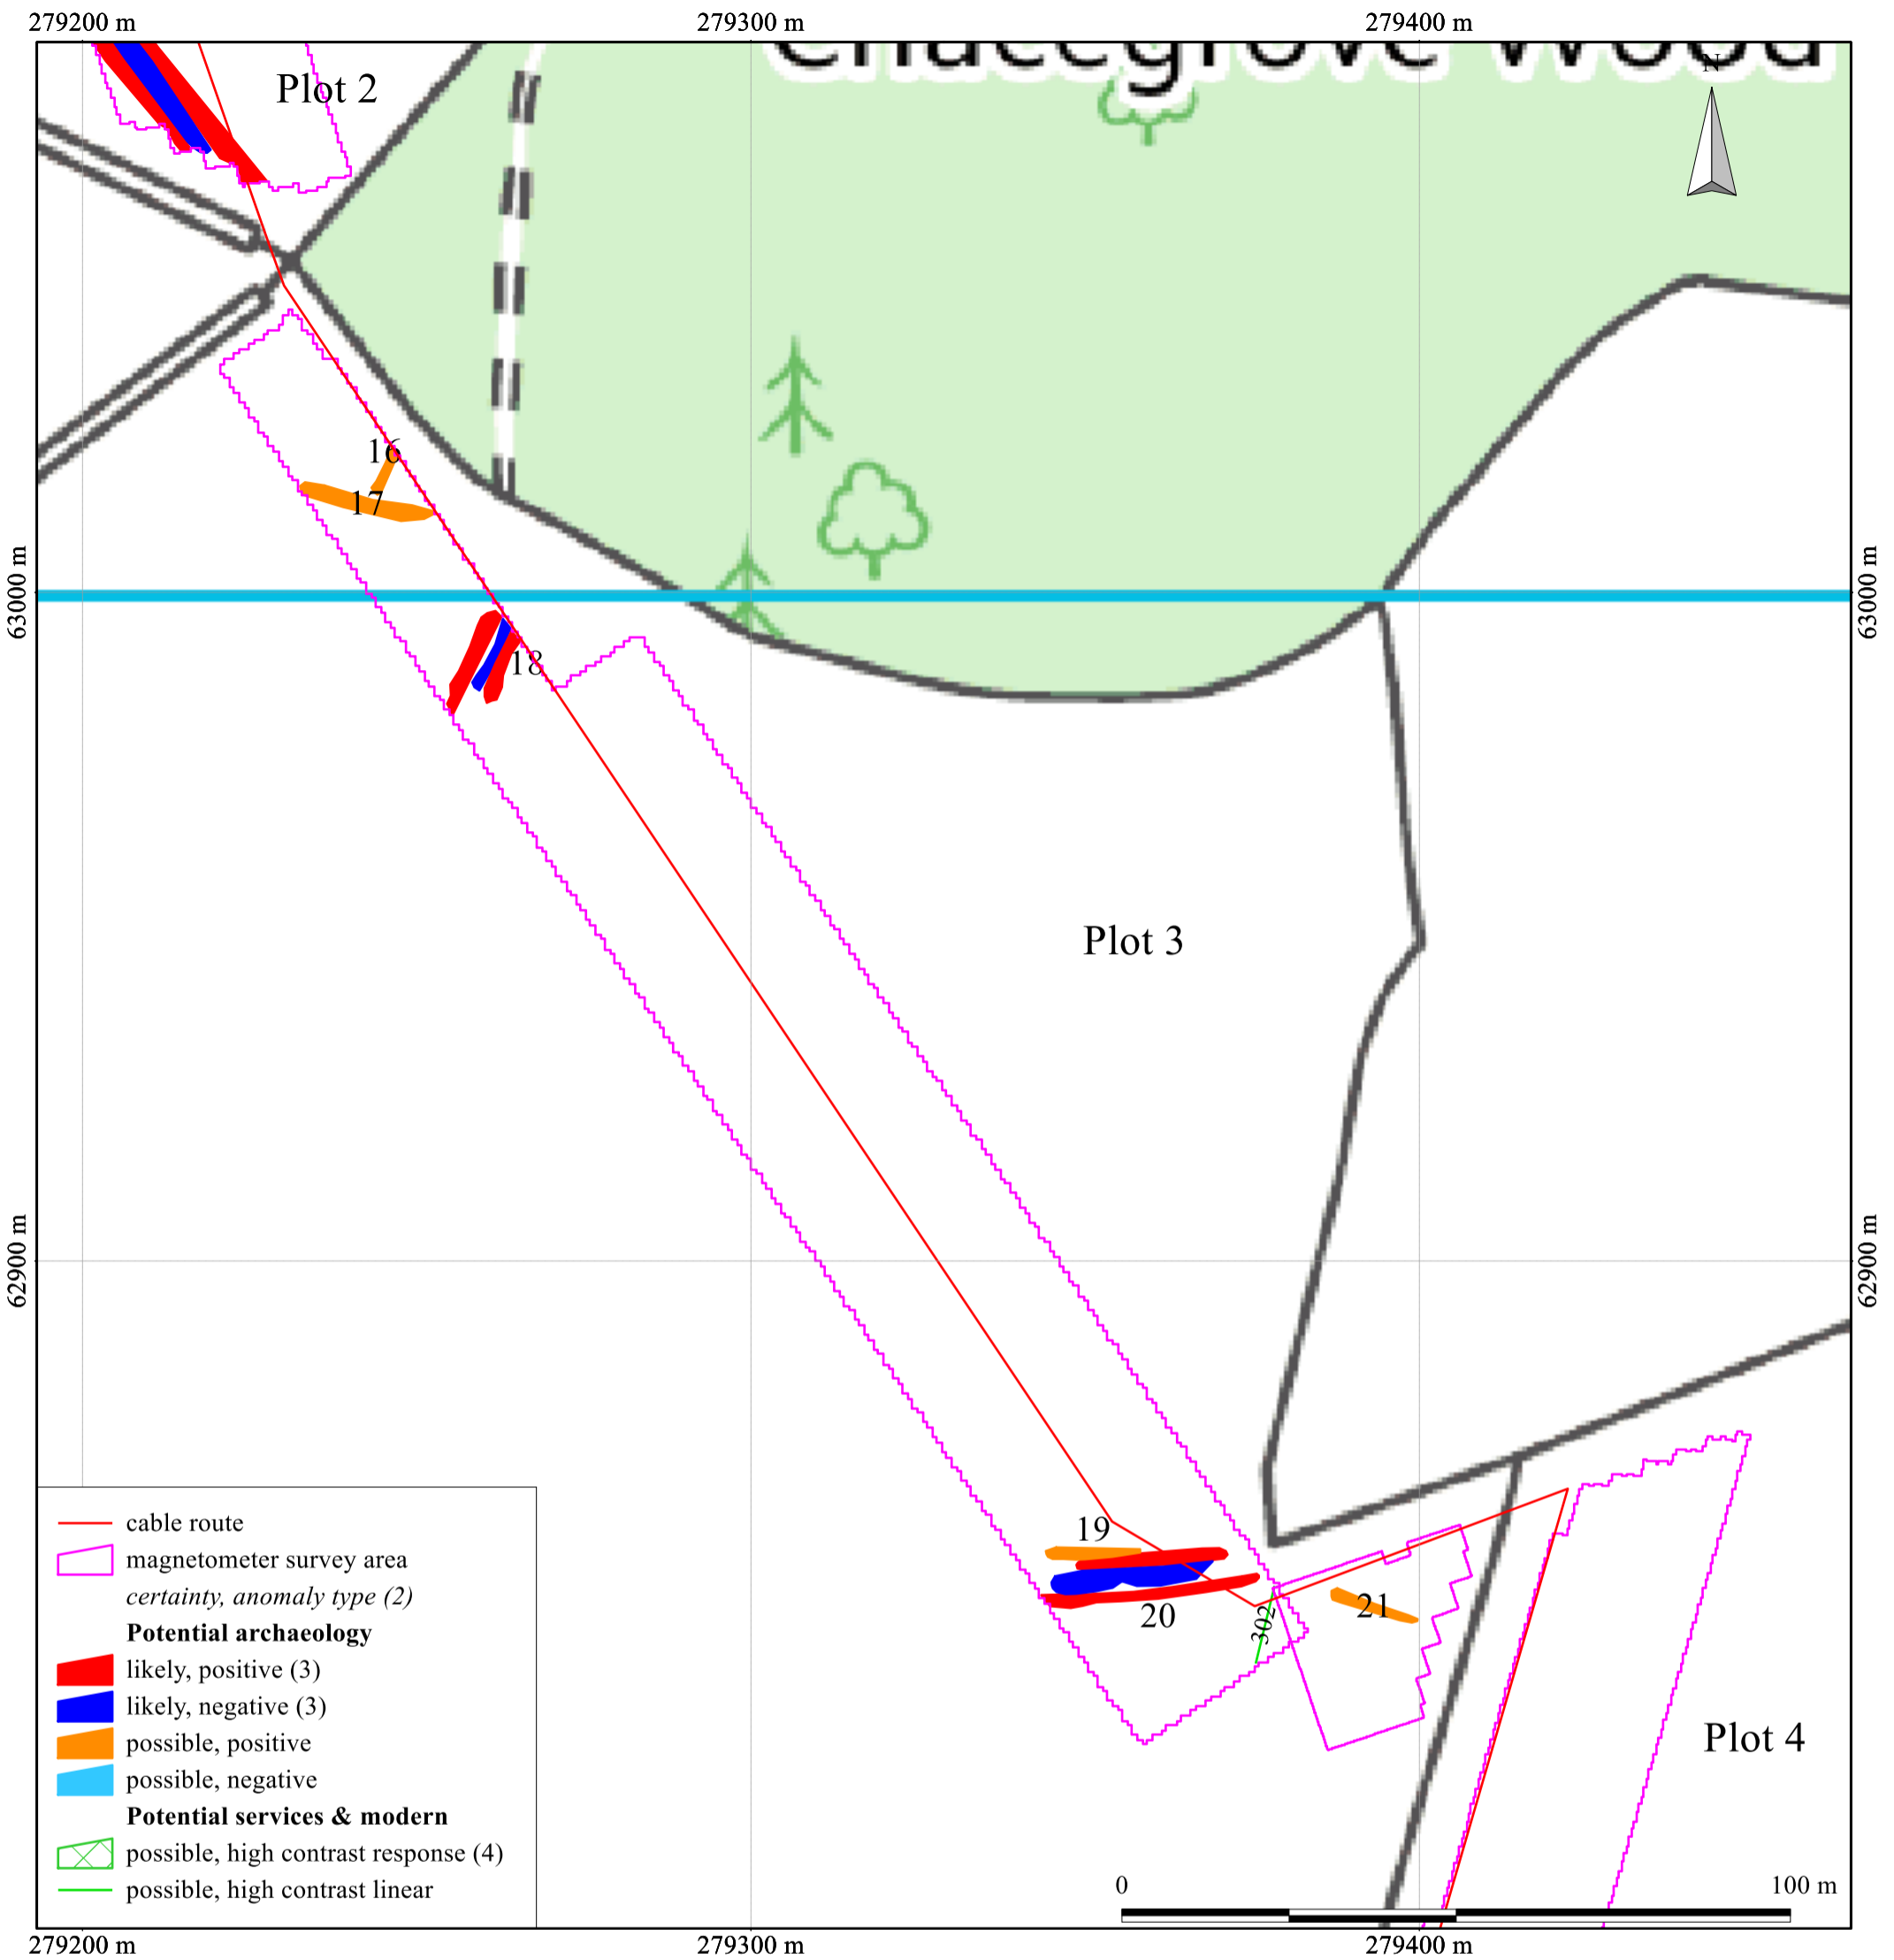 279200 m 279300 m 279400 m
Chacegrove Wood
N
Plot 2
16
17
63000 m 63000 m
18
Plot 3
62900 m 62900 m
19
20
302
21
Plot 4
cable route
magnetometer survey area
certainty, anomaly type (2)
Potential archaeology
likely, positive (3)
likely, negative (3)
possible, positive
possible, negative
Potential services & modern
possible, high contrast response (4)
possible, high contrast linear
0 100 m
279200 m 279300 m 279400 m